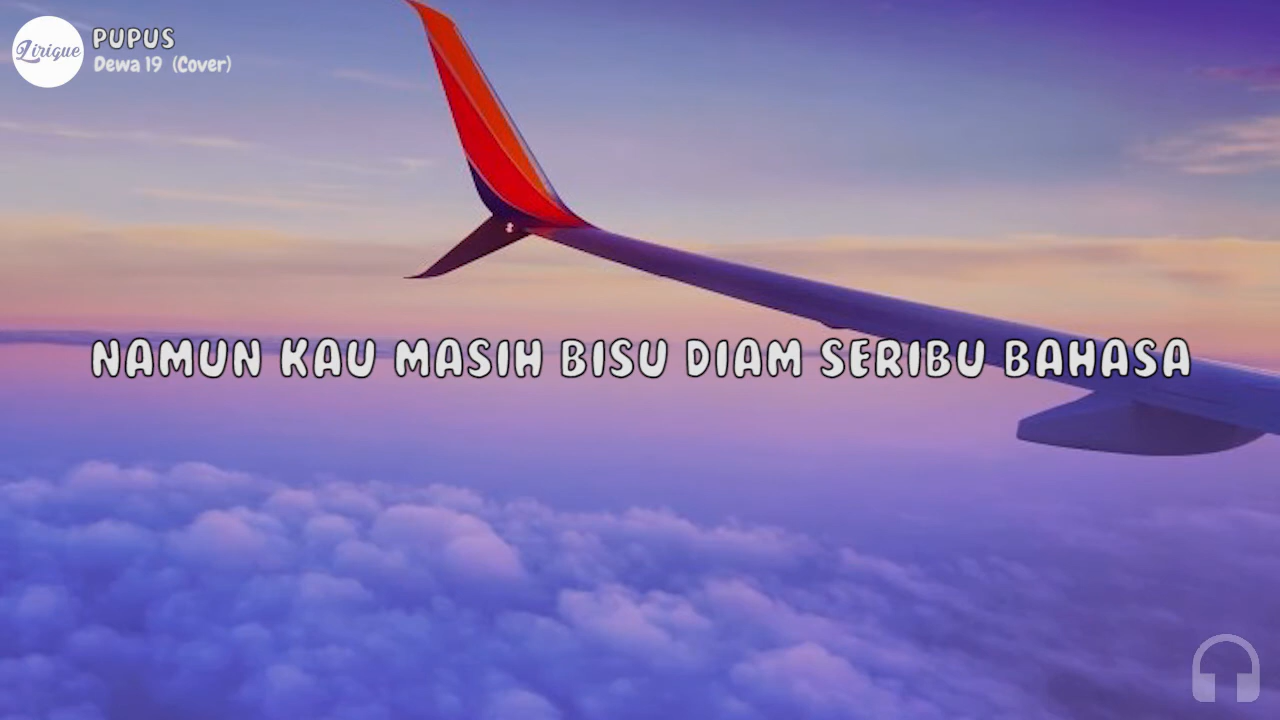 Lirique
PUPUS
Dewa 19 (Cover)
NAMUN KAU MASIH BISU DIAM SERIBU BAHASA